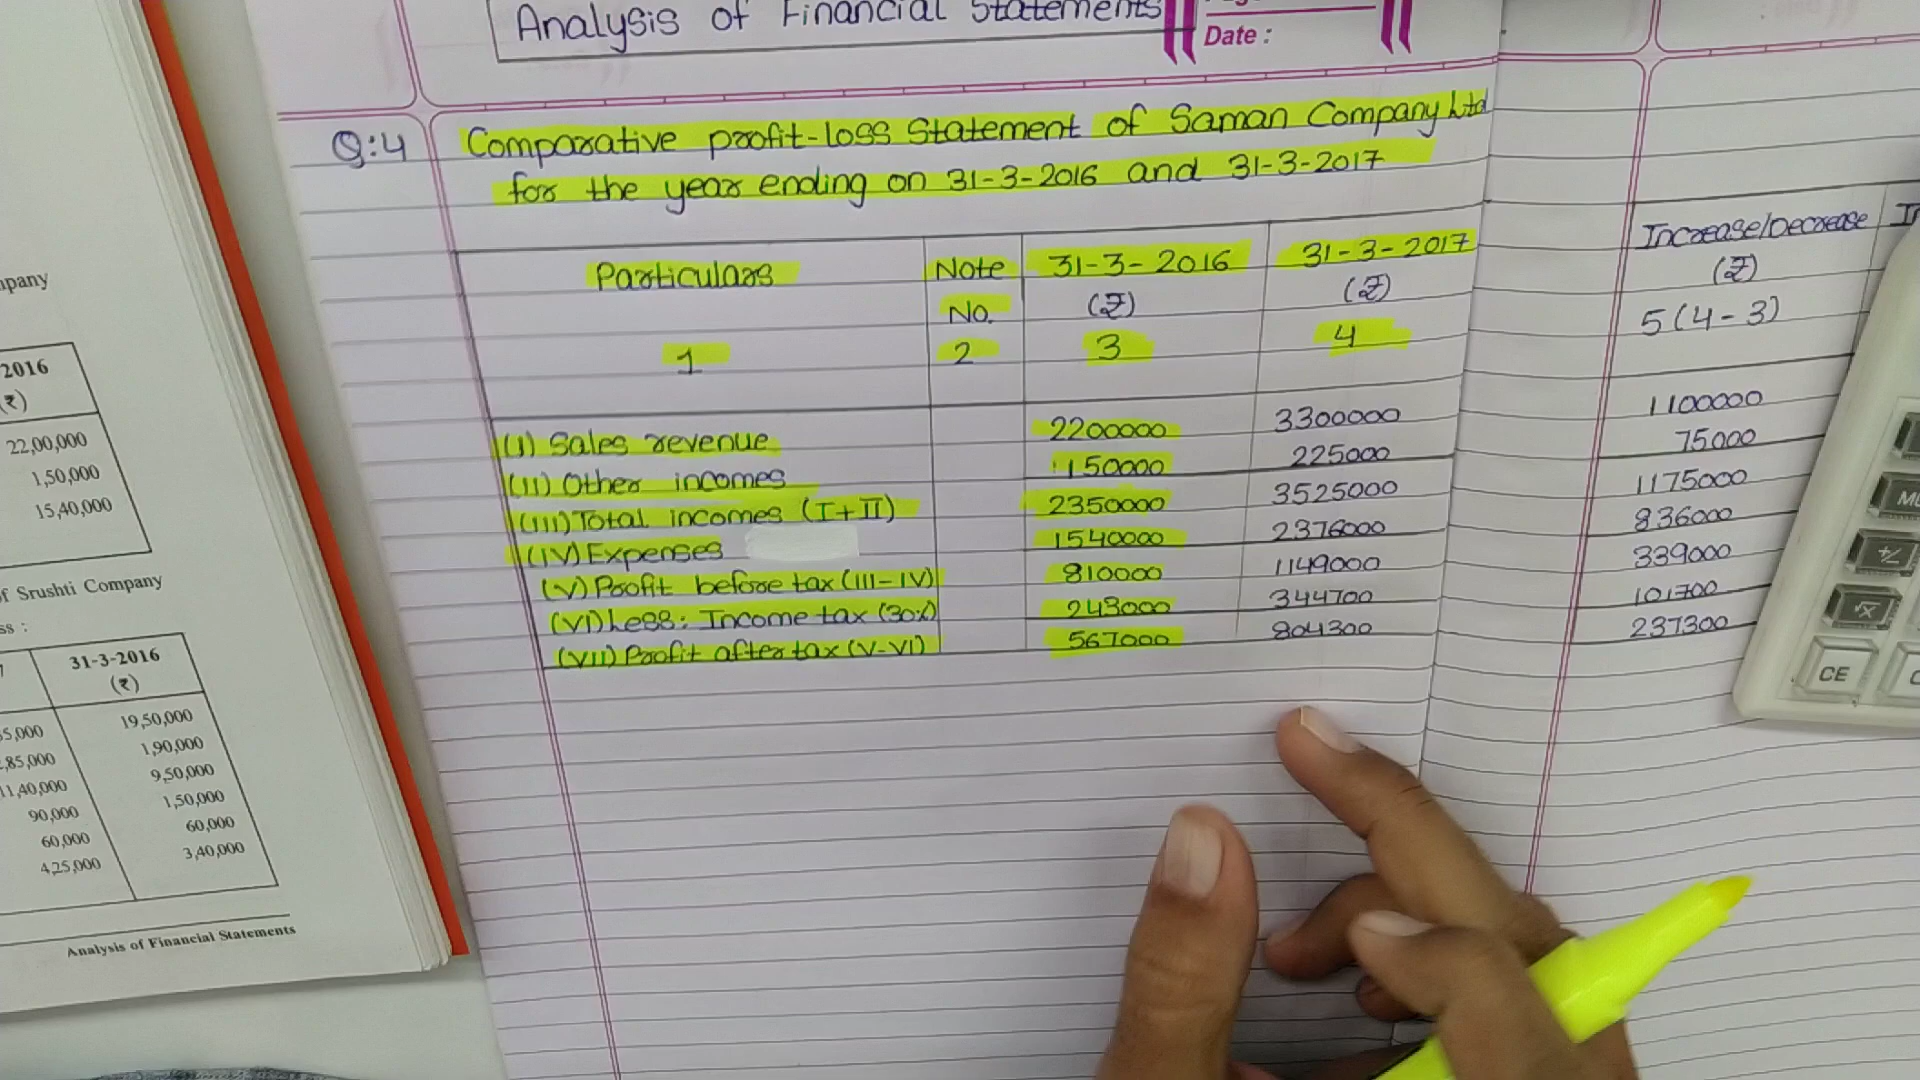 Analysis of Financial Statements
Date :
Q:4 Comparative profit-loss Statement of Saman Company Ltd
for the year ending on 31-3-2016 and 31-3-2017
Particulars Note No. 31-3-2016 (₹) 31-3-2017 (₹) Increase/Decrease (₹)
1 2 3 4 5(4-3)
(I) Sales revenue 2200000 3300000 1100000
(II) Other incomes 150000 225000 75000
(III) Total incomes (I+II) 2350000 3525000 1175000
(IV) Expenses 1540000 2376000 836000
(V) Profit before tax (III-IV) 810000 1149000 339000
(VI) Less: Income tax (30%) 243000 344700 101700
(VII) Profit after tax (V-VI) 567000 804300 237300
2016
(₹)
22,00,000
1,50,000
15,40,000
of Srushti Company
31-3-2016
(₹)
19,50,000
1,90,000
9,50,000
11,40,000 1,50,000
90,000 60,000
60,000 3,40,000
4,25,000
Analysis of Financial Statements
CE